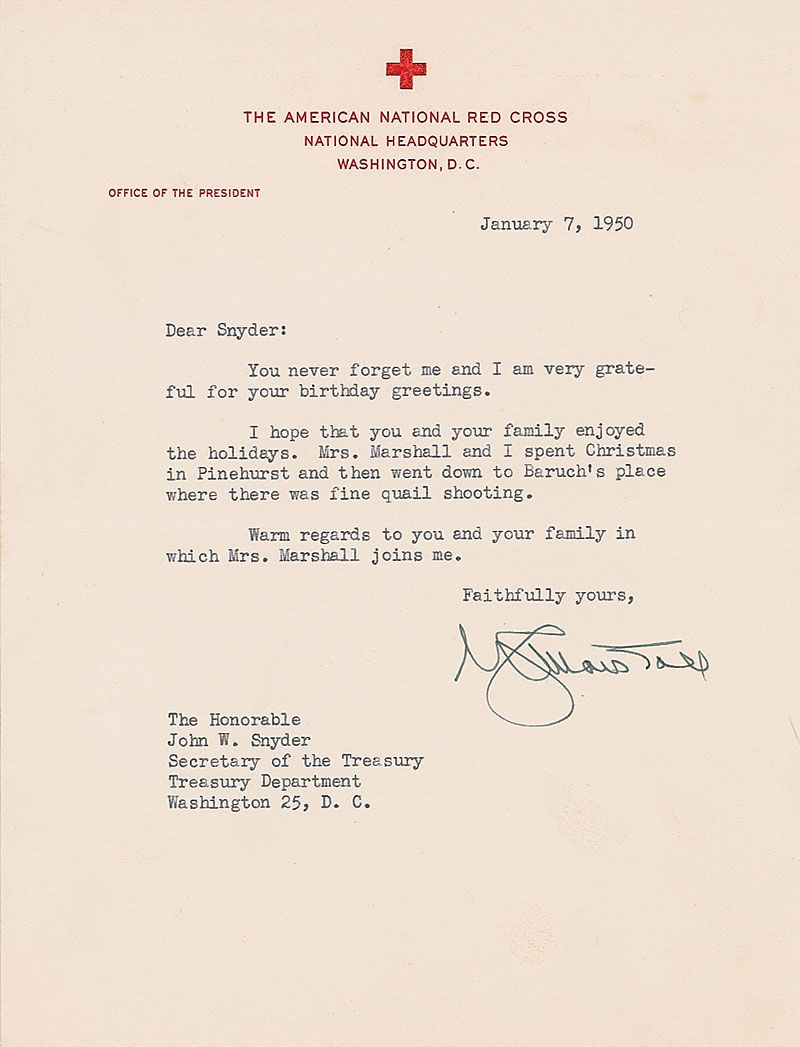 THE AMERICAN NATIONAL RED CROSS
NATIONAL HEADQUARTERS
WASHINGTON, D. C.
OFFICE OF THE PRESIDENT
January 7, 1950
Dear Snyder:
You never forget me and I am very grate-
ful for your birthday greetings.
I hope that you and your family enjoyed
the holidays. Mrs. Marshall and I spent Christmas
in Pinehurst and then went down to Baruch's place
where there was fine quail shooting.
Warm regards to you and your family in
which Mrs. Marshall joins me.
Faithfully yours,
G. C. Marshall
The Honorable
John W. Snyder
Secretary of the Treasury
Treasury Department
Washington 25, D. C.